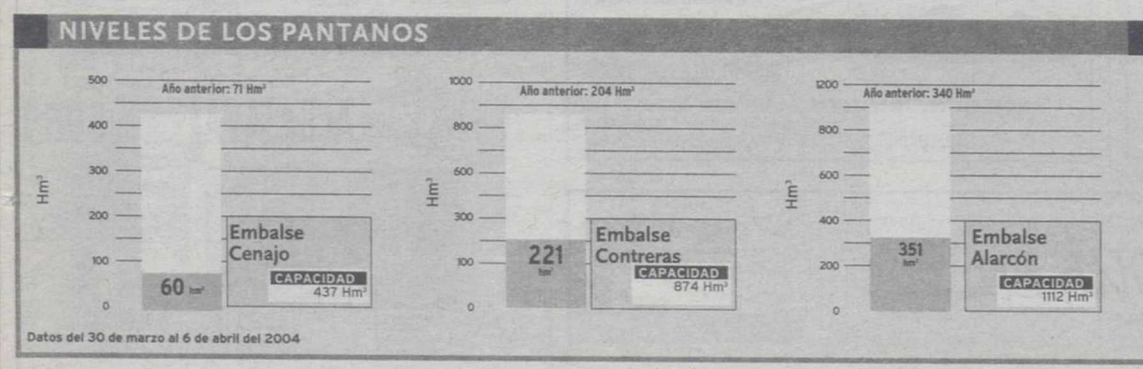 NIVELES DE LOS PANTANOS
Hm³
500
400
300
200
100
0
Año anterior: 71 Hm³
60 hm³
Embalse
Cenajo
CAPACIDAD
437 Hm³
Hm³
1000
800
600
300
100
0
Año anterior: 204 Hm³
221
hm³
Embalse
Contreras
CAPACIDAD
874 Hm³
Hm³
1200
800
600
400
200
0
Año anterior: 340 Hm³
351
hm³
Embalse
Alarcón
CAPACIDAD
1112 Hm³
Datos del 30 de marzo al 6 de abril del 2004